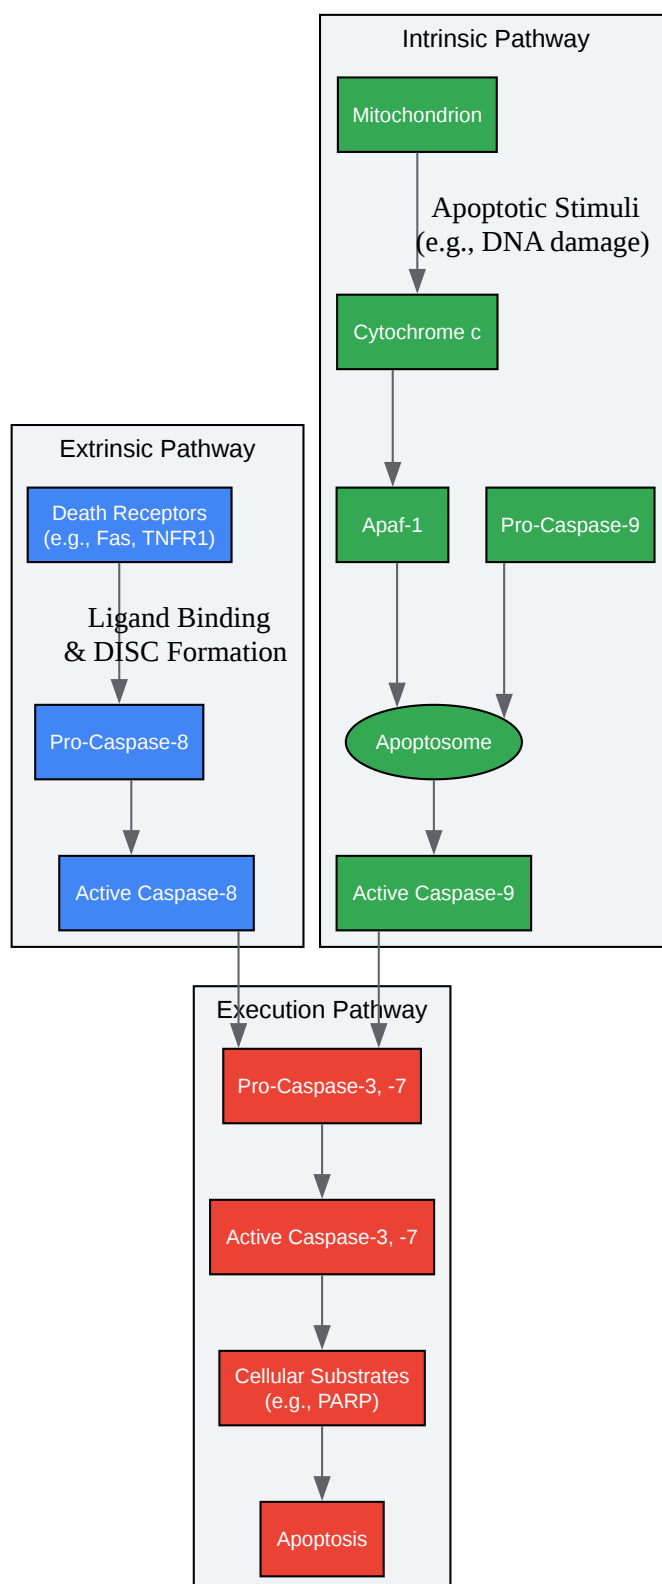 Intrinsic Pathway
Mitochondrion
Apoptotic Stimuli
(e.g., DNA damage)
Cytochrome c
Extrinsic Pathway
Death Receptors
(e.g., Fas, TNFR1)
Apaf-1
Pro-Caspase-9
Ligand Binding
& DISC Formation
Pro-Caspase-8
Apoptosome
Active Caspase-8
Active Caspase-9
Execution Pathway
Pro-Caspase-3, -7
Active Caspase-3, -7
Cellular Substrates
(e.g., PARP)
Apoptosis